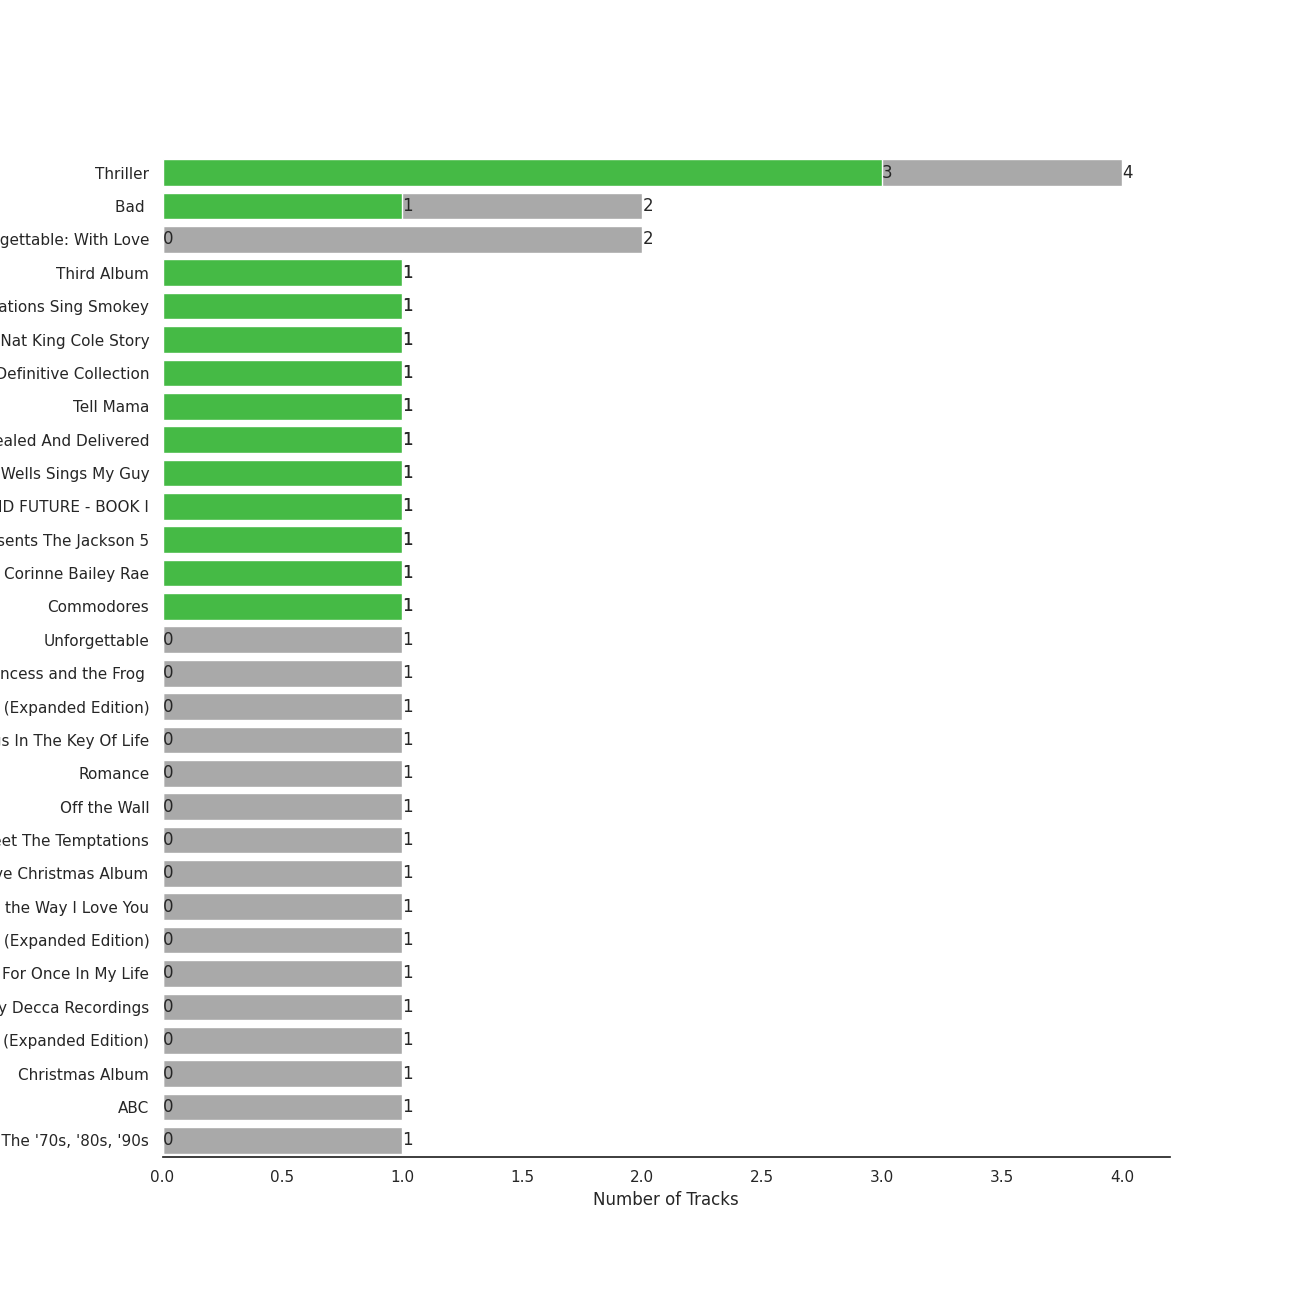 Thriller 3 4
Bad 1 2
gettable: With Love 0 2
Third Album 1
ations Sing Smokey 1
Nat King Cole Story 1
Definitive Collection 1
Tell Mama 1
ealed And Delivered 1
Wells Sings My Guy 1
ND FUTURE - BOOK I 1
sents The Jackson 5 1
Corinne Bailey Rae 1
Commodores 1
Unforgettable 0 1
ncess and the Frog 0 1
(Expanded Edition) 0 1
s In The Key Of Life 0 1
Romance 0 1
Off the Wall 0 1
et The Temptations 0 1
ve Christmas Album 0 1
the Way I Love You 0 1
(Expanded Edition) 0 1
For Once In My Life 0 1
y Decca Recordings 0 1
(Expanded Edition) 0 1
Christmas Album 0 1
ABC 0 1
The '70s, '80s, '90s 0 1
0.0 0.5 1.0 1.5 2.0 2.5 3.0 3.5 4.0
Number of Tracks